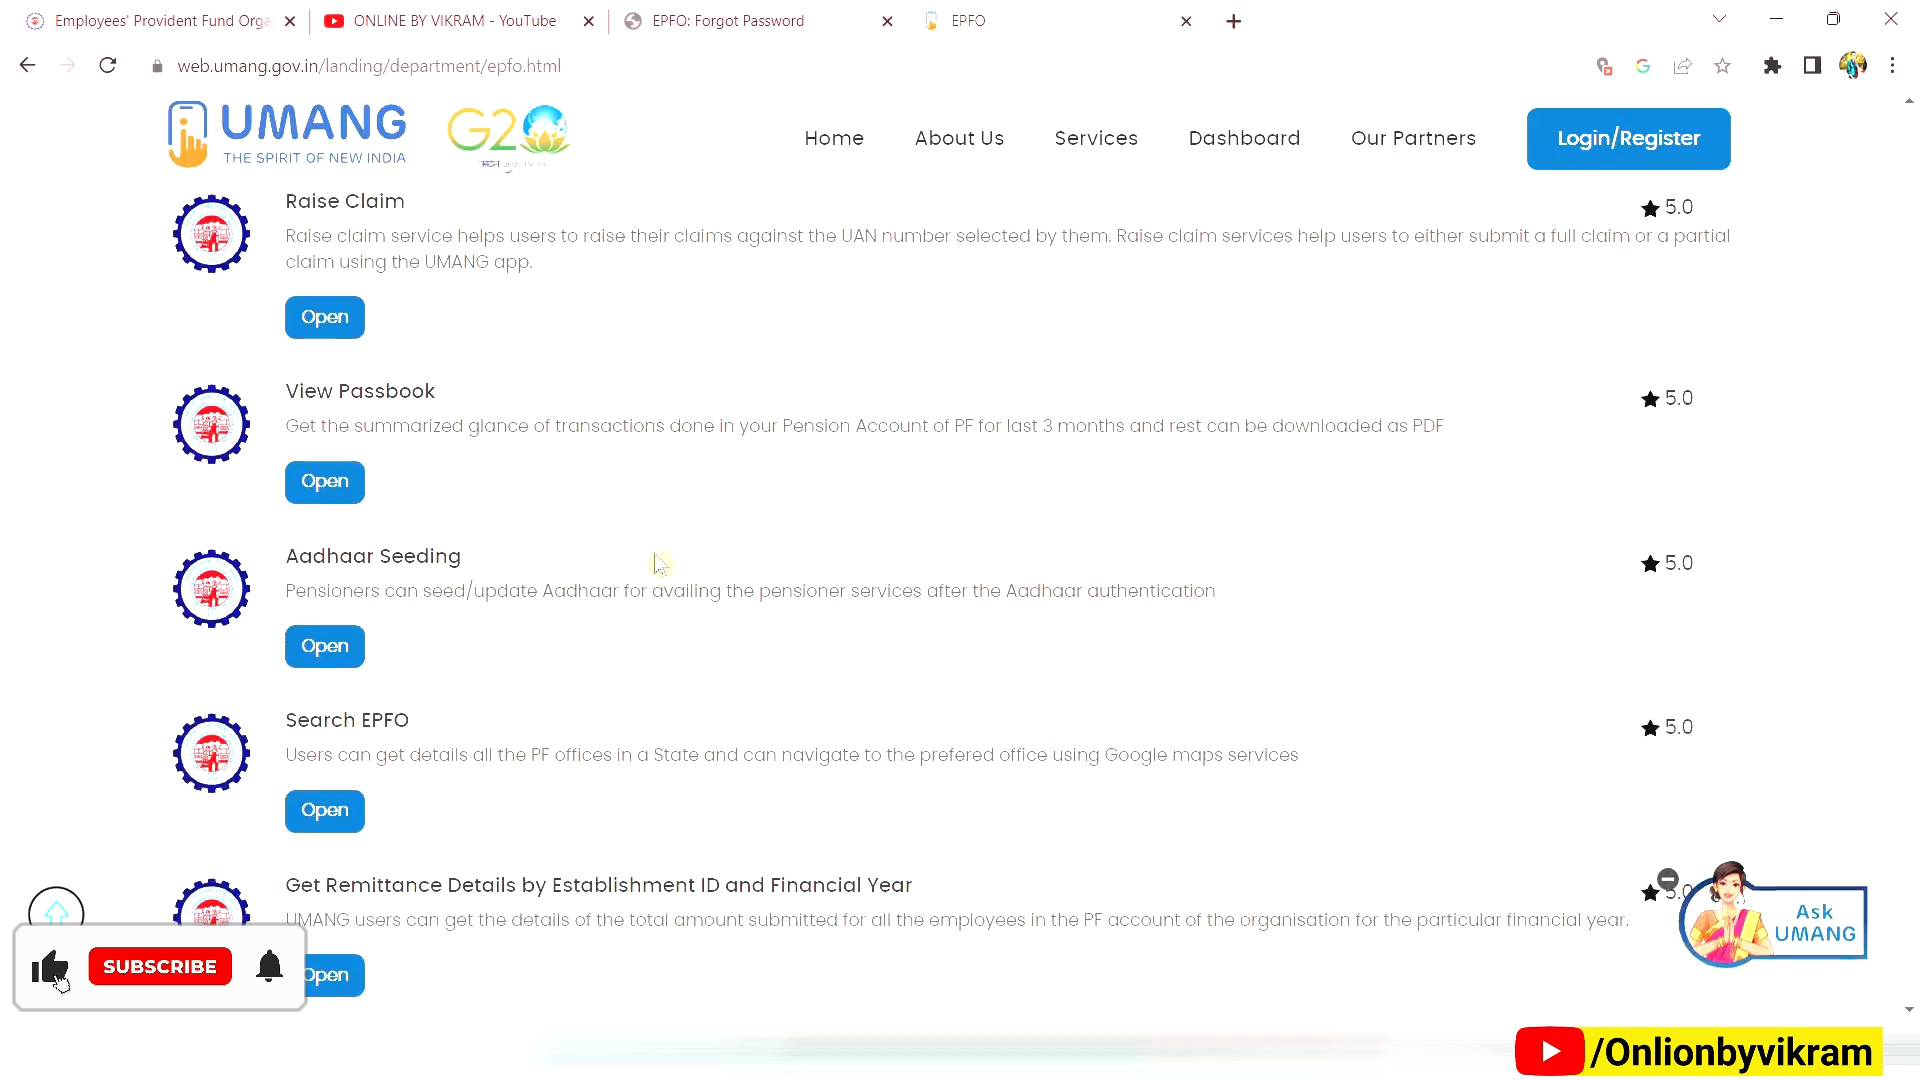 Employees' Provident Fund Orga
ONLINE BY VIKRAM - YouTube
EPFO: Forgot Password
EPFO
web.umang.gov.in/landing/department/epfo.html
UMANG
THE SPIRIT OF NEW INDIA
G20
Home
About Us
Services
Dashboard
Our Partners
Login/Register
Raise Claim
5.0
Raise claim service helps users to raise their claims against the UAN number selected by them. Raise claim services help users to either submit a full claim or a partial
claim using the UMANG app.
Open
View Passbook
5.0
Get the summarized glance of transactions done in your Pension Account of PF for last 3 months and rest can be downloaded as PDF
Open
Aadhaar Seeding
5.0
Pensioners can seed/update Aadhaar for availing the pensioner services after the Aadhaar authentication
Open
Search EPFO
5.0
Users can get details all the PF offices in a State and can navigate to the prefered office using Google maps services
Open
Get Remittance Details by Establishment ID and Financial Year
5.0
UMANG users can get the details of the total amount submitted for all the employees in the PF account of the organisation for the particular financial year.
Open
Ask
UMANG
SUBSCRIBE
/Onlionbyvikram